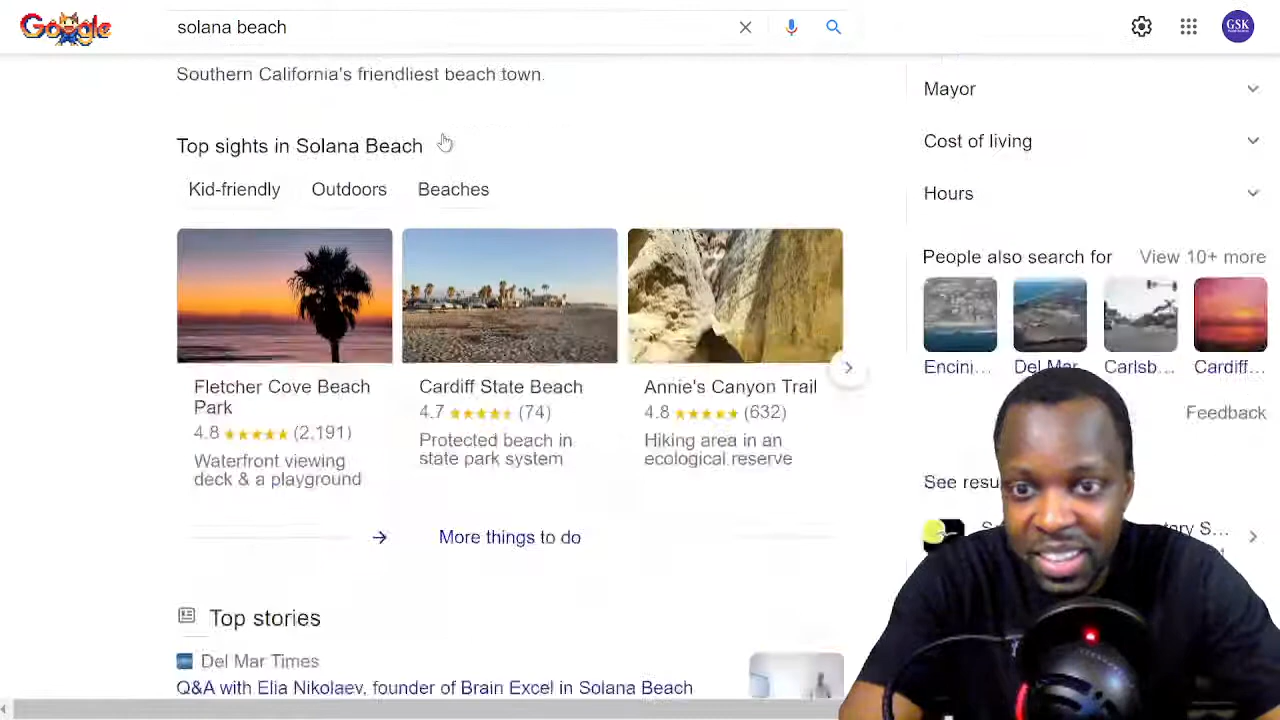 Google
solana beach
GSK
Southern California's friendliest beach town.
Top sights in Solana Beach
Kid-friendly
Outdoors
Beaches
Fletcher Cove Beach
Park
4.8 (2,191)
Waterfront viewing
deck & a playground
Cardiff State Beach
4.7 (74)
Protected beach in
state park system
Annie's Canyon Trail
4.8 (632)
Hiking area in an
ecological reserve
More things to do
Top stories
Del Mar Times
Q&A with Elia Nikolaev, founder of Brain Excel in Solana Beach
Mayor
Cost of living
Hours
People also search for
View 10+ more
Encini...
Del Mar
Carlsb...
Cardiff...
Feedback
See resu